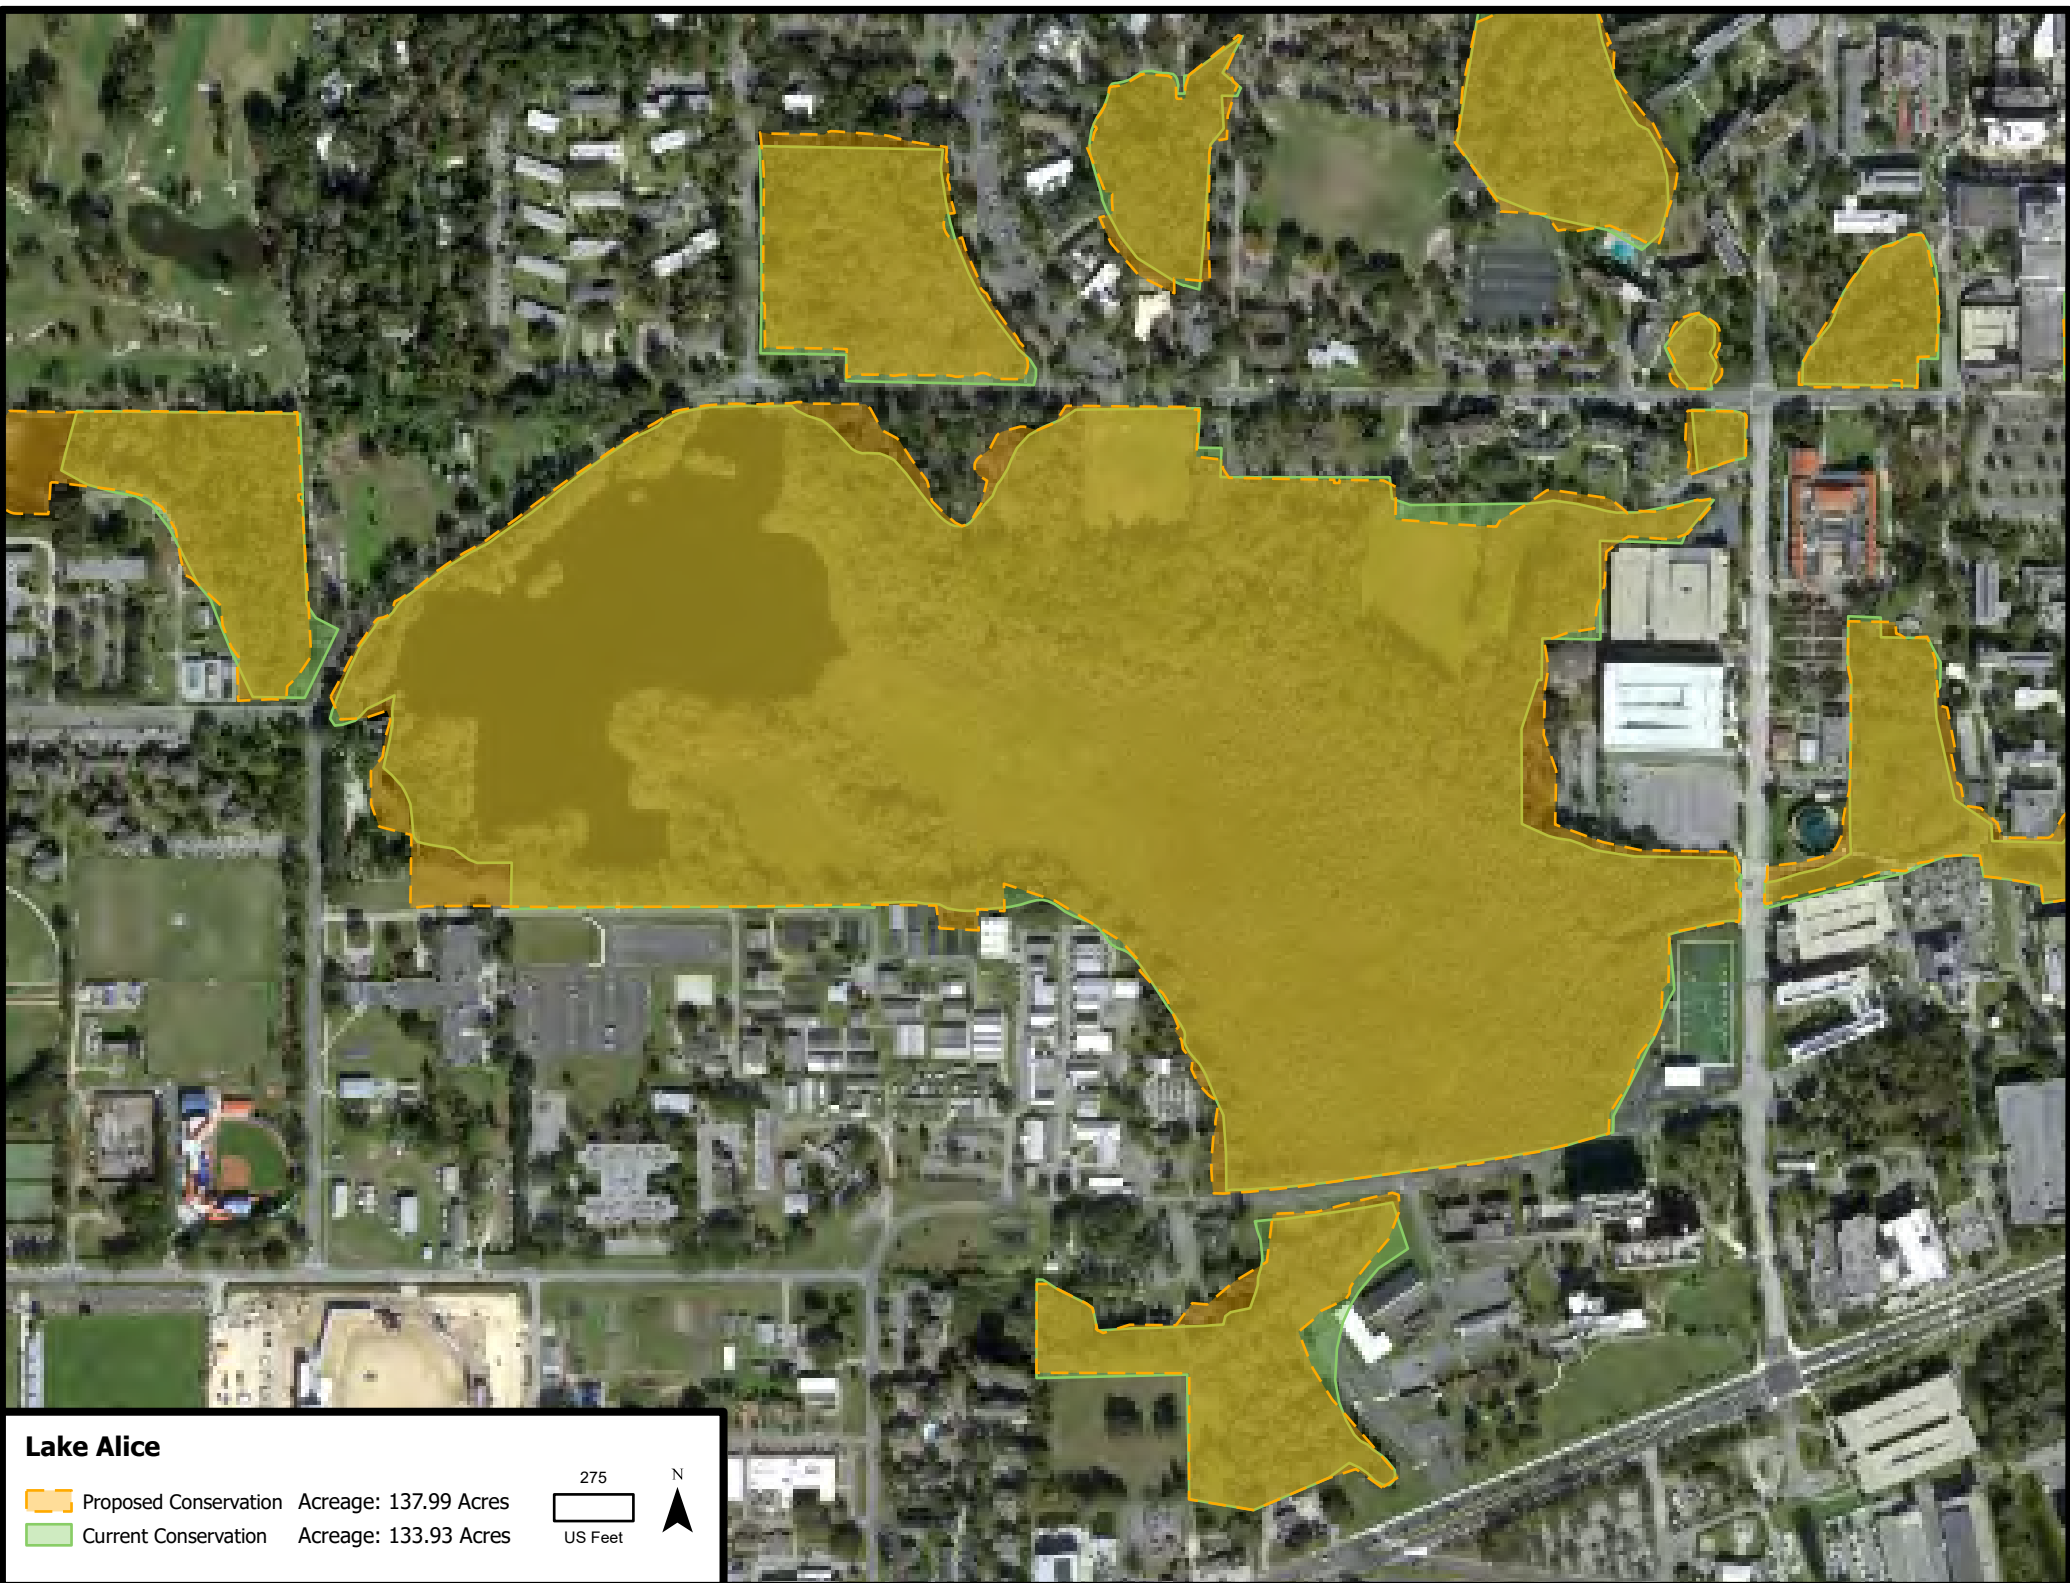 Lake Alice
275
N
Proposed Conservation Acreage: 137.99 Acres
Current Conservation Acreage: 133.93 Acres
US Feet